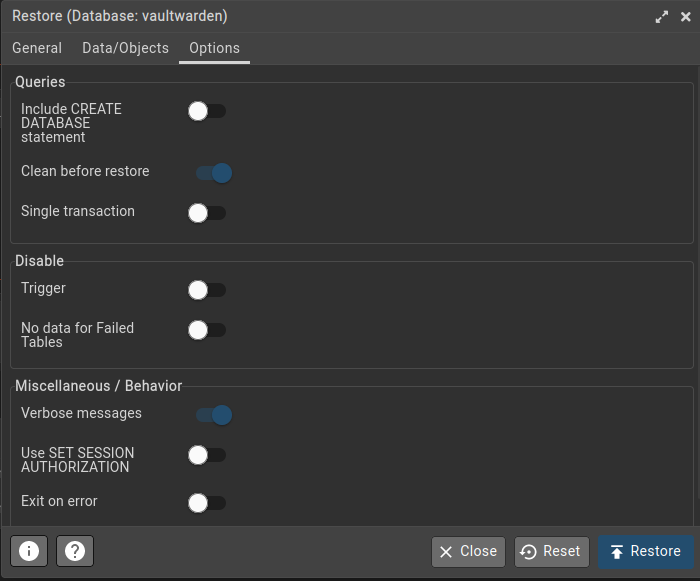 Restore (Database: vaultwarden)
General Data/Objects Options
Queries
Include CREATE
DATABASE
statement
Clean before restore
Single transaction
Disable
Trigger
No data for Failed
Tables
Miscellaneous / Behavior
Verbose messages
Use SET SESSION
AUTHORIZATION
Exit on error
Close Reset Restore